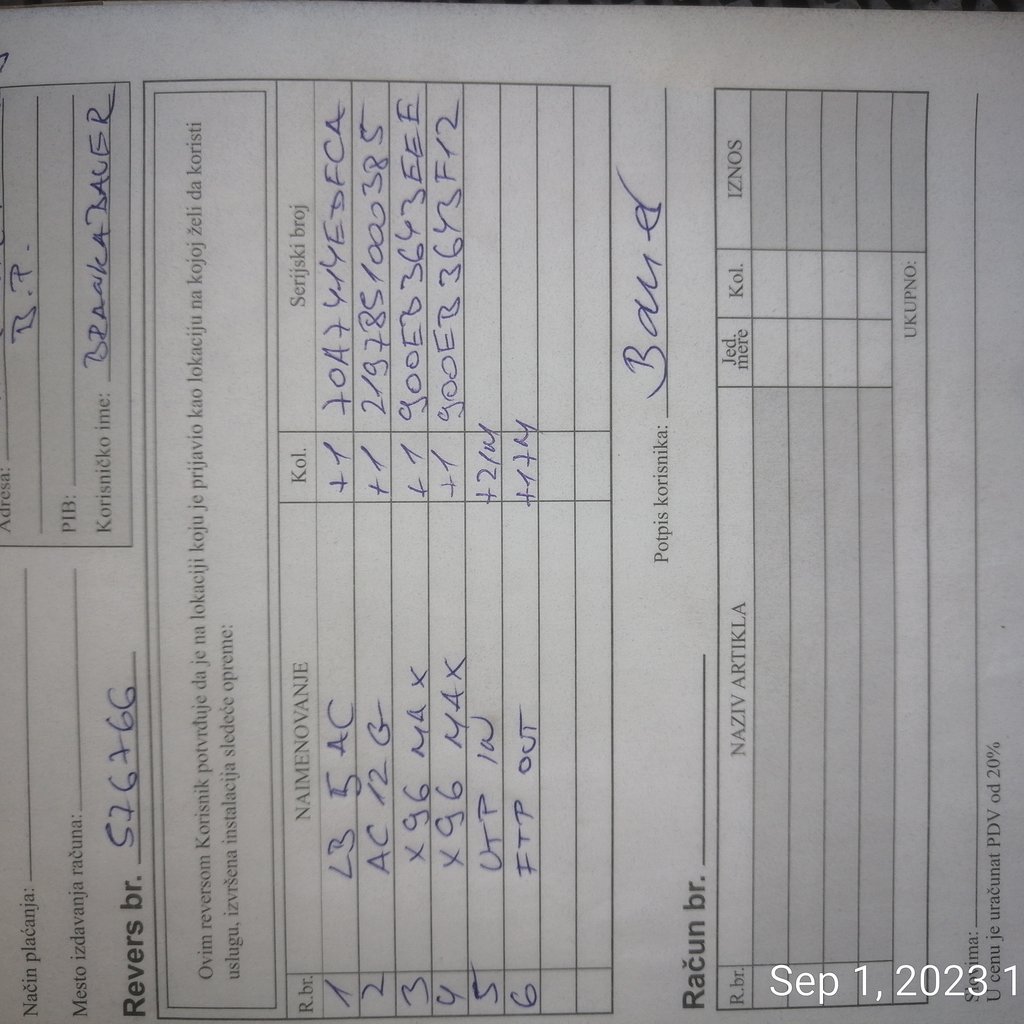 Adresa:
B.P.
PIB:
Korisničko ime: BRANKABAUER
Način plaćanja:
Mesto izdavanja računa:
Revers br. 576766
Ovim reversom Korisnik potvrđuje da je na lokaciji koju je prijavio kao lokaciju na kojoj želi da koristi
uslugu, izvršena instalacija sledeće opreme:
R.br. NAIMENOVANJE Kol. Serijski broj
1 LB 5 AC +1 70A7414EDECA
2 AC 12 G +1 2197851000385
3 X96 MAX +1 900EB3643EEE
4 X96 MAX +1 900EB3643F12
5 UTP IN +21M
6 FTP OUT +17M
Potpis korisnika: Bauer
Račun br.
R.br. NAZIV ARTIKLA Jed. mere Kol. IZNOS
UKUPNO:
U cenu je uračunat PDV od 20%
Sep 1, 2023 1